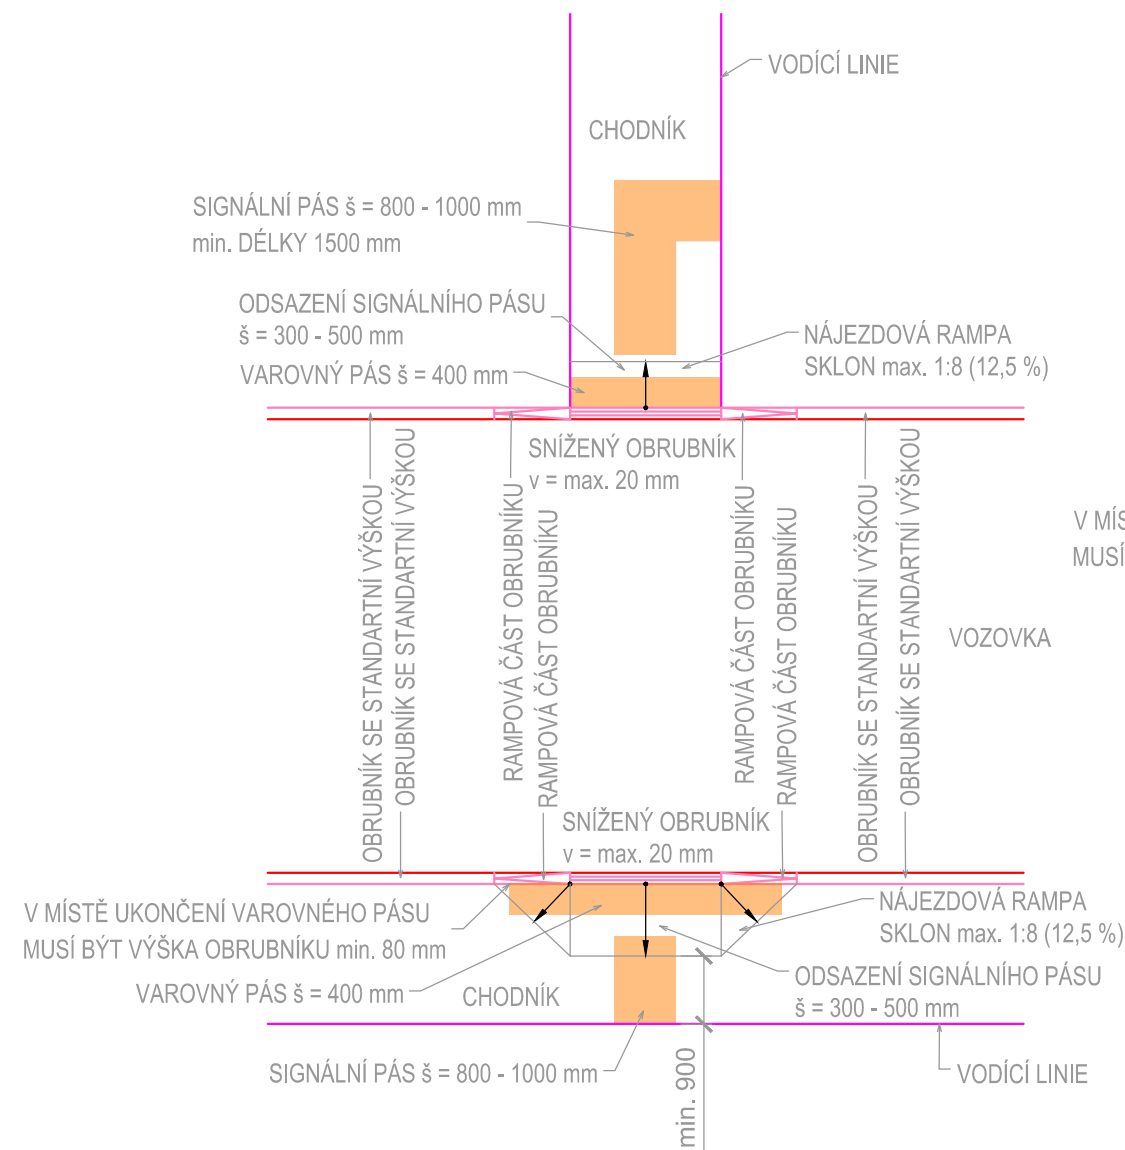 VODÍCÍ LINIE
CHODNÍK
SIGNÁLNÍ PÁS š = 800 - 1000 mm
min. DÉLKY 1500 mm
ODSAZENÍ SIGNÁLNÍHO PÁSU
š = 300 - 500 mm
NÁJEZDOVÁ RAMPA
SKLON max. 1:8 (12,5 %)
VAROVNÝ PÁS š = 400 mm
SNÍŽENÝ OBRUBNÍK
v = max. 20 mm
OBRUBNÍK SE STANDARTNÍ VÝŠKOU
OBRUBNÍK SE STANDARTNÍ VÝŠKOU
RAMPOVÁ ČÁST OBRUBNÍKU
RAMPOVÁ ČÁST OBRUBNÍKU
RAMPOVÁ ČÁST OBRUBNÍKU
RAMPOVÁ ČÁST OBRUBNÍKU
OBRUBNÍK SE STANDARTNÍ VÝŠKOU
OBRUBNÍK SE STANDARTNÍ VÝŠKOU
V MÍS
MUSÍ
VOZOVKA
SNÍŽENÝ OBRUBNÍK
v = max. 20 mm
V MÍSTĚ UKONČENÍ VAROVNÉHO PÁSU
MUSÍ BÝT VÝŠKA OBRUBNÍKU min. 80 mm
NÁJEZDOVÁ RAMPA
SKLON max. 1:8 (12,5 %)
VAROVNÝ PÁS š = 400 mm
CHODNÍK
ODSAZENÍ SIGNÁLNÍHO PÁSU
š = 300 - 500 mm
SIGNÁLNÍ PÁS š = 800 - 1000 mm
min. 900
VODÍCÍ LINIE